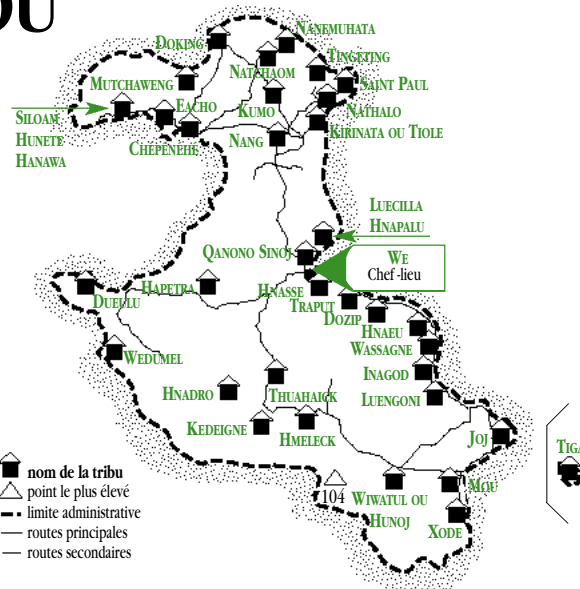 OU
NANEMUHATA
DOKING
TINGETING
NATCHAOM
MUTCHAWENG
SAINT PAUL
EACHO
KUMO
NATHALO
SILOAM
HUNETE
HANAWA
KIRINATA OU TIOLE
NANG
CHEPENEHE
LUECILLA
HNAPALU
QANONO SINOJ
WE
Chef-lieu
HAPETRA
HNASSE
DUEULU
TRAPUT
DOZIP
HNAEU
WASSAGNE
WEDUMEL
INAGOD
HNADRO
THUAHAICK
LUENGONI
KEDEIGNE
HMELECK
JOJ
TIGA
nom de la tribu
point le plus élevé
104
WIWATUL OU
HUNOJ
MOU
limite administrative
routes principales
XODE
routes secondaires